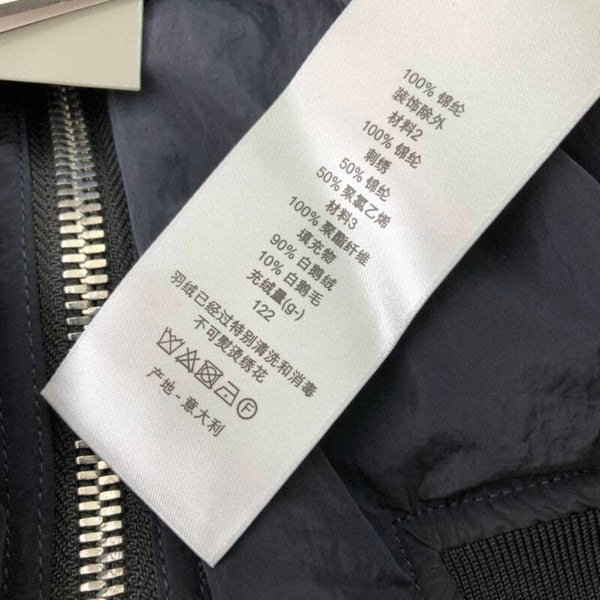 100% 锦纶
装饰除外
材料2
100% 锦纶
刺绣
50% 锦纶
50% 聚氯乙烯
材料3
100% 聚酯纤维
填充物
90% 白鹅绒
10% 白鹅毛
充绒量(g-)
122
羽绒已经过特别清洗和消毒
不可熨烫绣花
F
产地-意大利